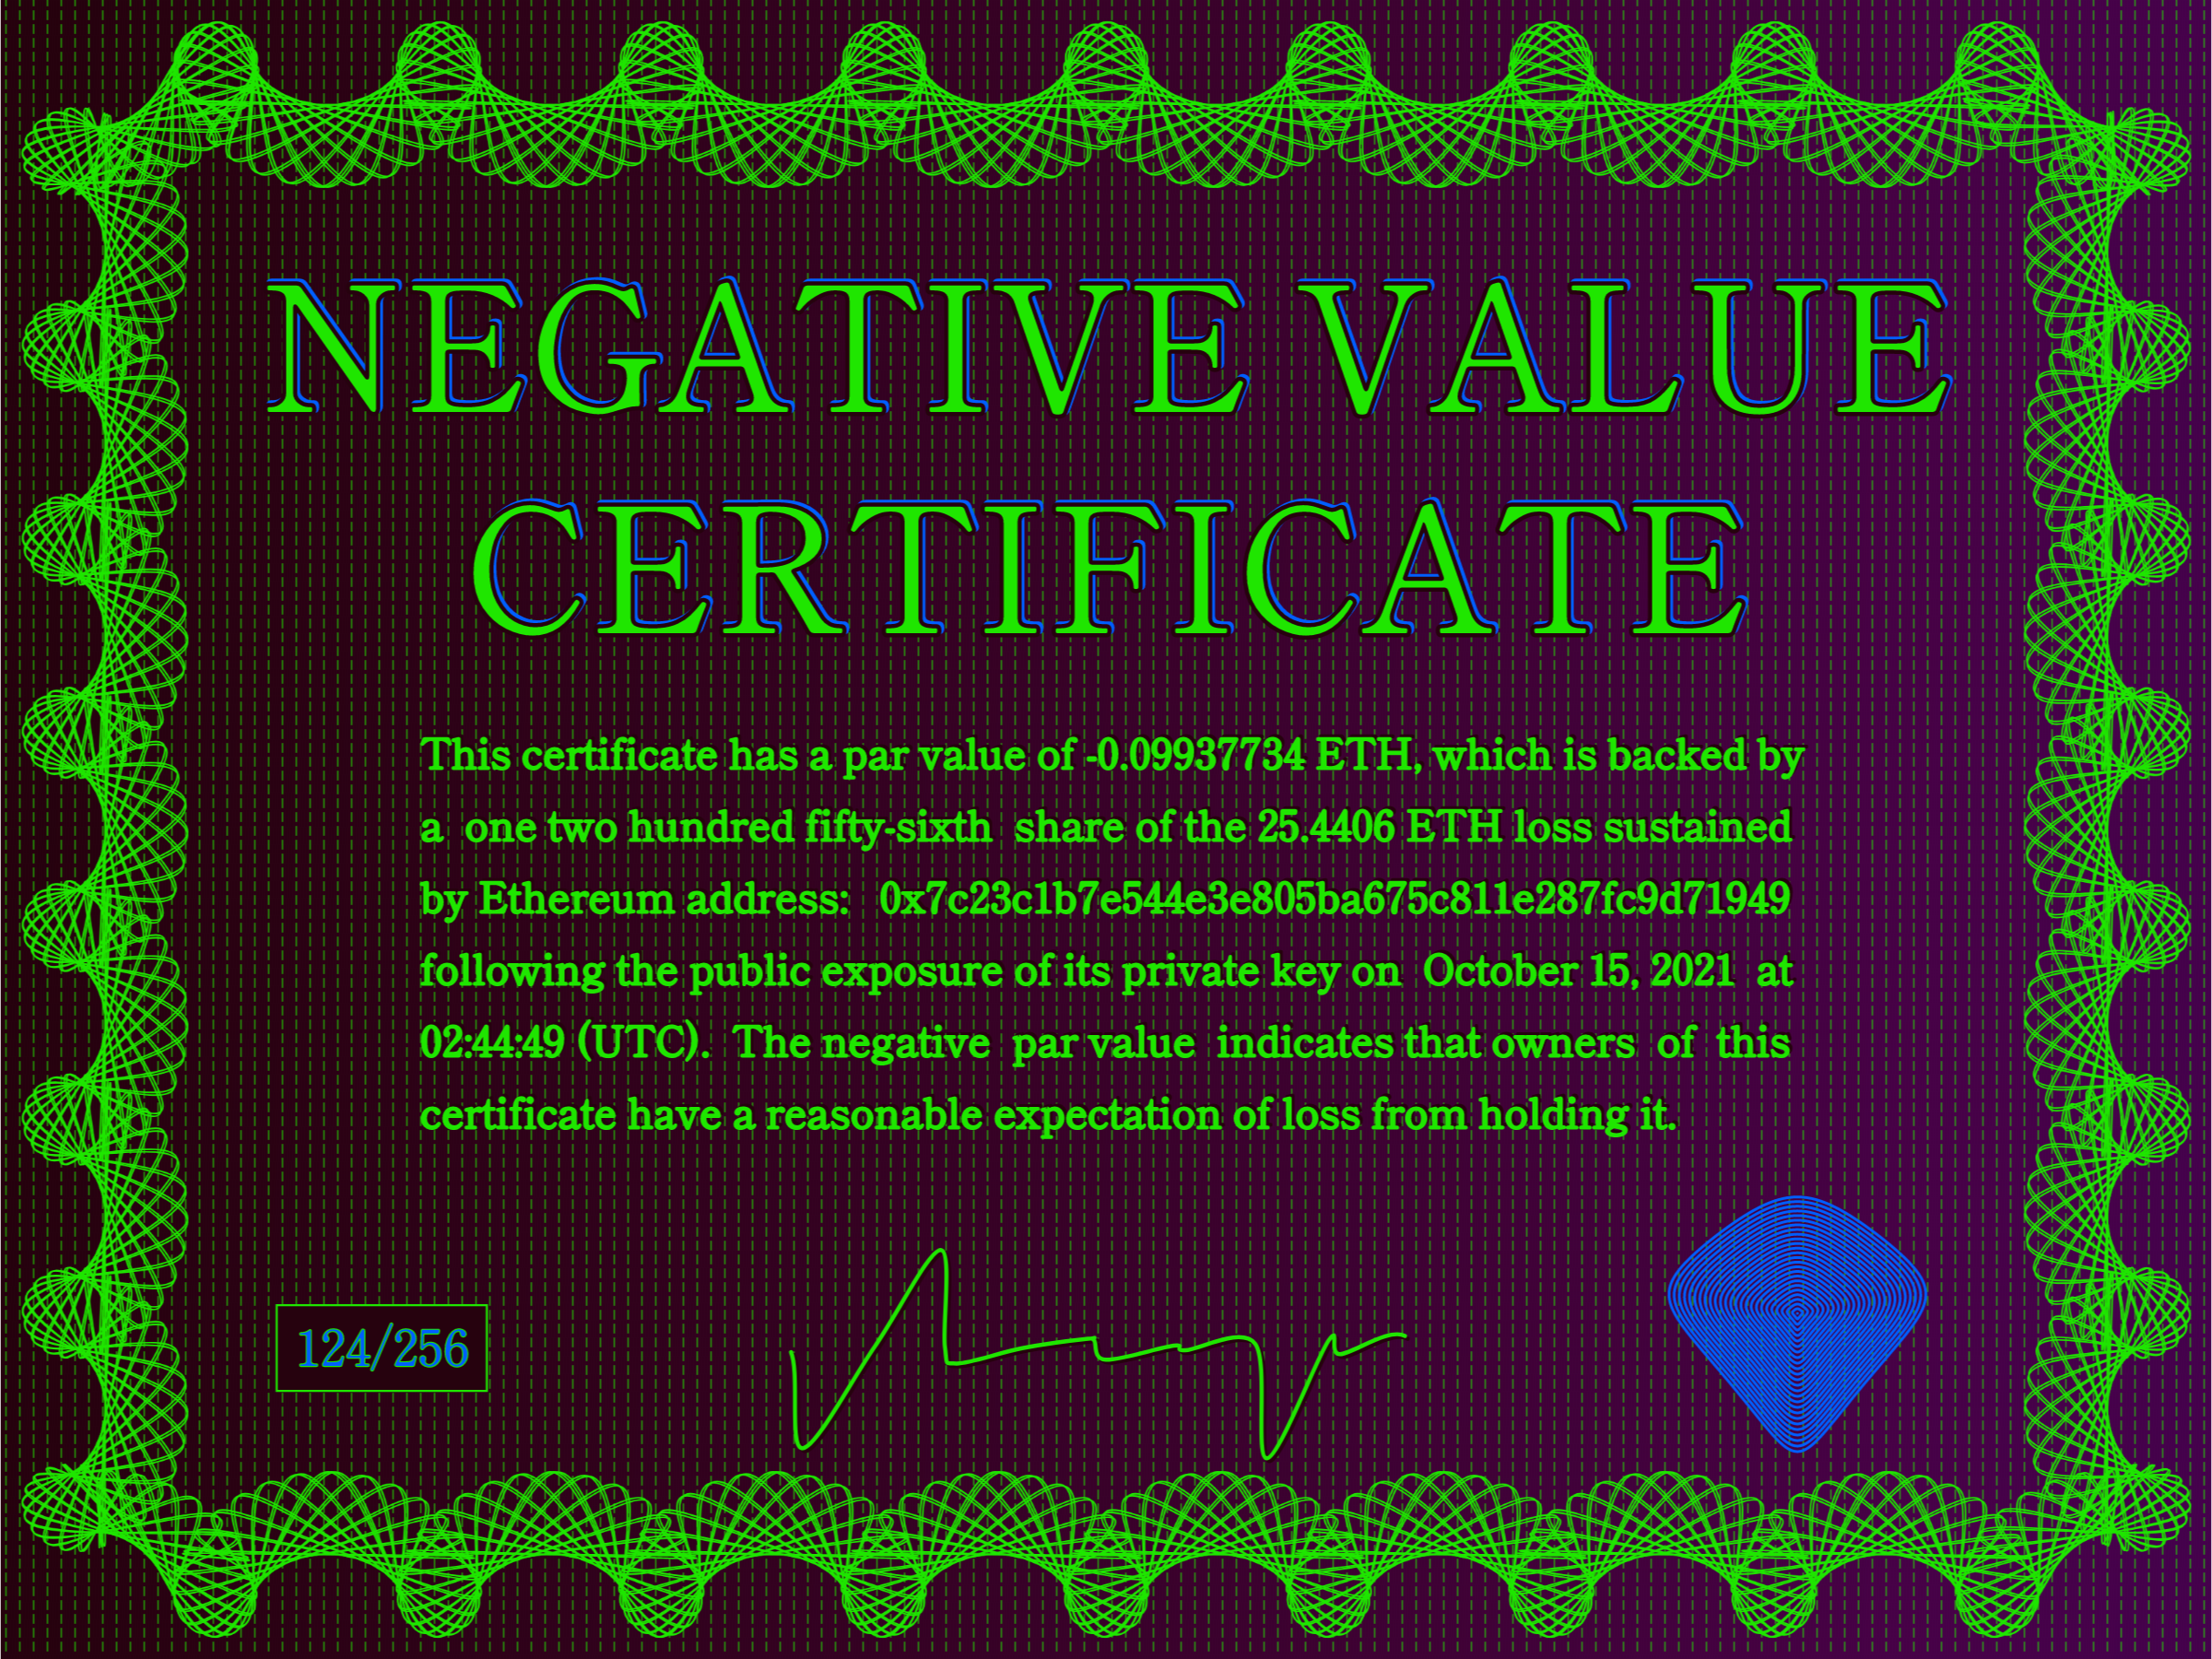 NEGATIVE VALUE
CERTIFICATE
This certificate has a par value of -0.09937734 ETH, which is backed by
a one two hundred fifty-sixth share of the 25.4406 ETH loss sustained
by Ethereum address: 0x7c23c1b7e544e3e805ba675c811e287fc9d71949
following the public exposure of its private key on October 15, 2021 at
02:44:49 (UTC). The negative par value indicates that owners of this
certificate have a reasonable expectation of loss from holding it.
124/256